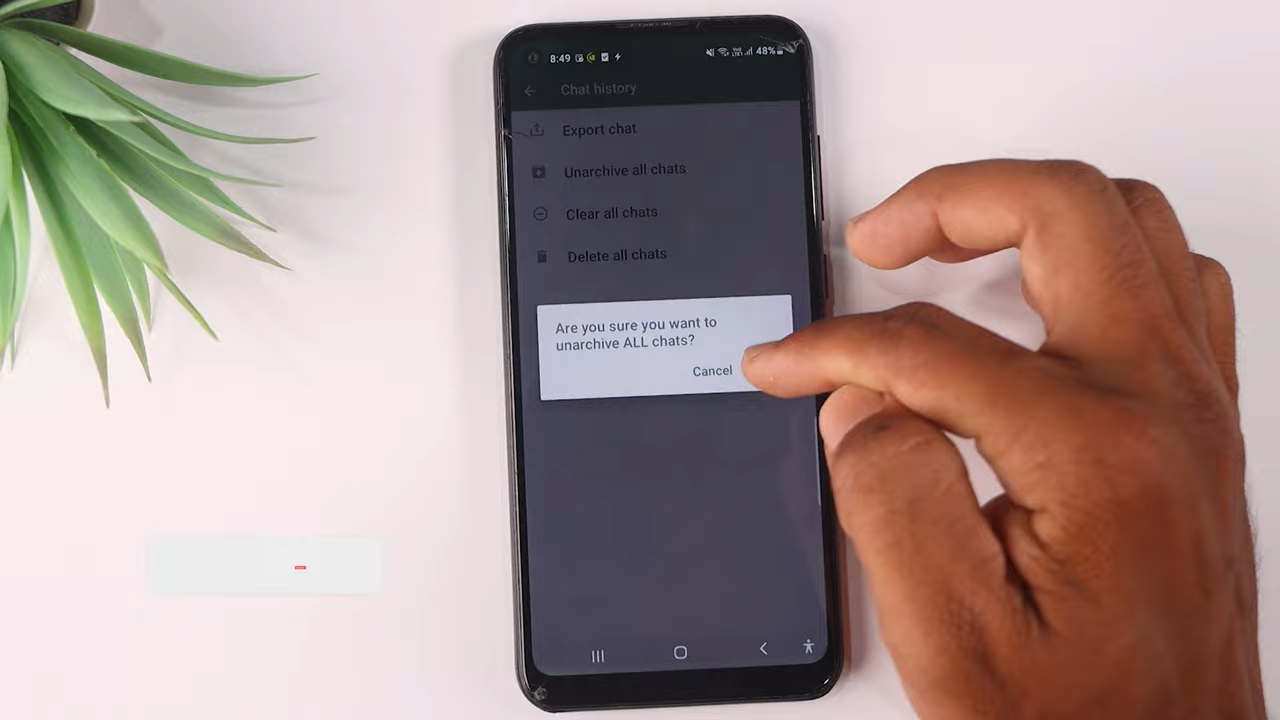 8:49
48%
Chat history
Export chat
Unarchive all chats
Clear all chats
Delete all chats
Are you sure you want to
unarchive ALL chats?
Cancel